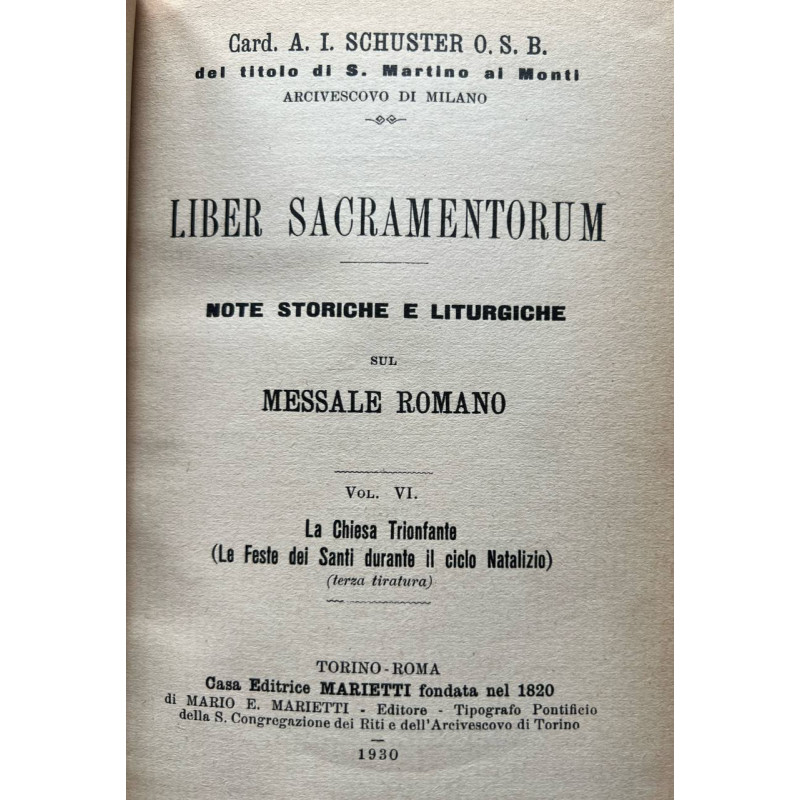 Card. A. I. SCHUSTER O. S. B.
del titolo di S. Martino ai Monti
ARCIVESCOVO DI MILANO
LIBER SACRAMENTORUM
NOTE STORICHE E LITURGICHE
SUL
MESSALE ROMANO
VOL. VI.
La Chiesa Trionfante
(Le Feste dei Santi durante il ciclo Natalizio)
(terza tiratura)
TORINO-ROMA
Casa Editrice MARIETTI fondata nel 1820
di MARIO E. MARIETTI - Editore - Tipografo Pontificio
della S. Congregazione dei Riti e dell'Arcivescovo di Torino
1930